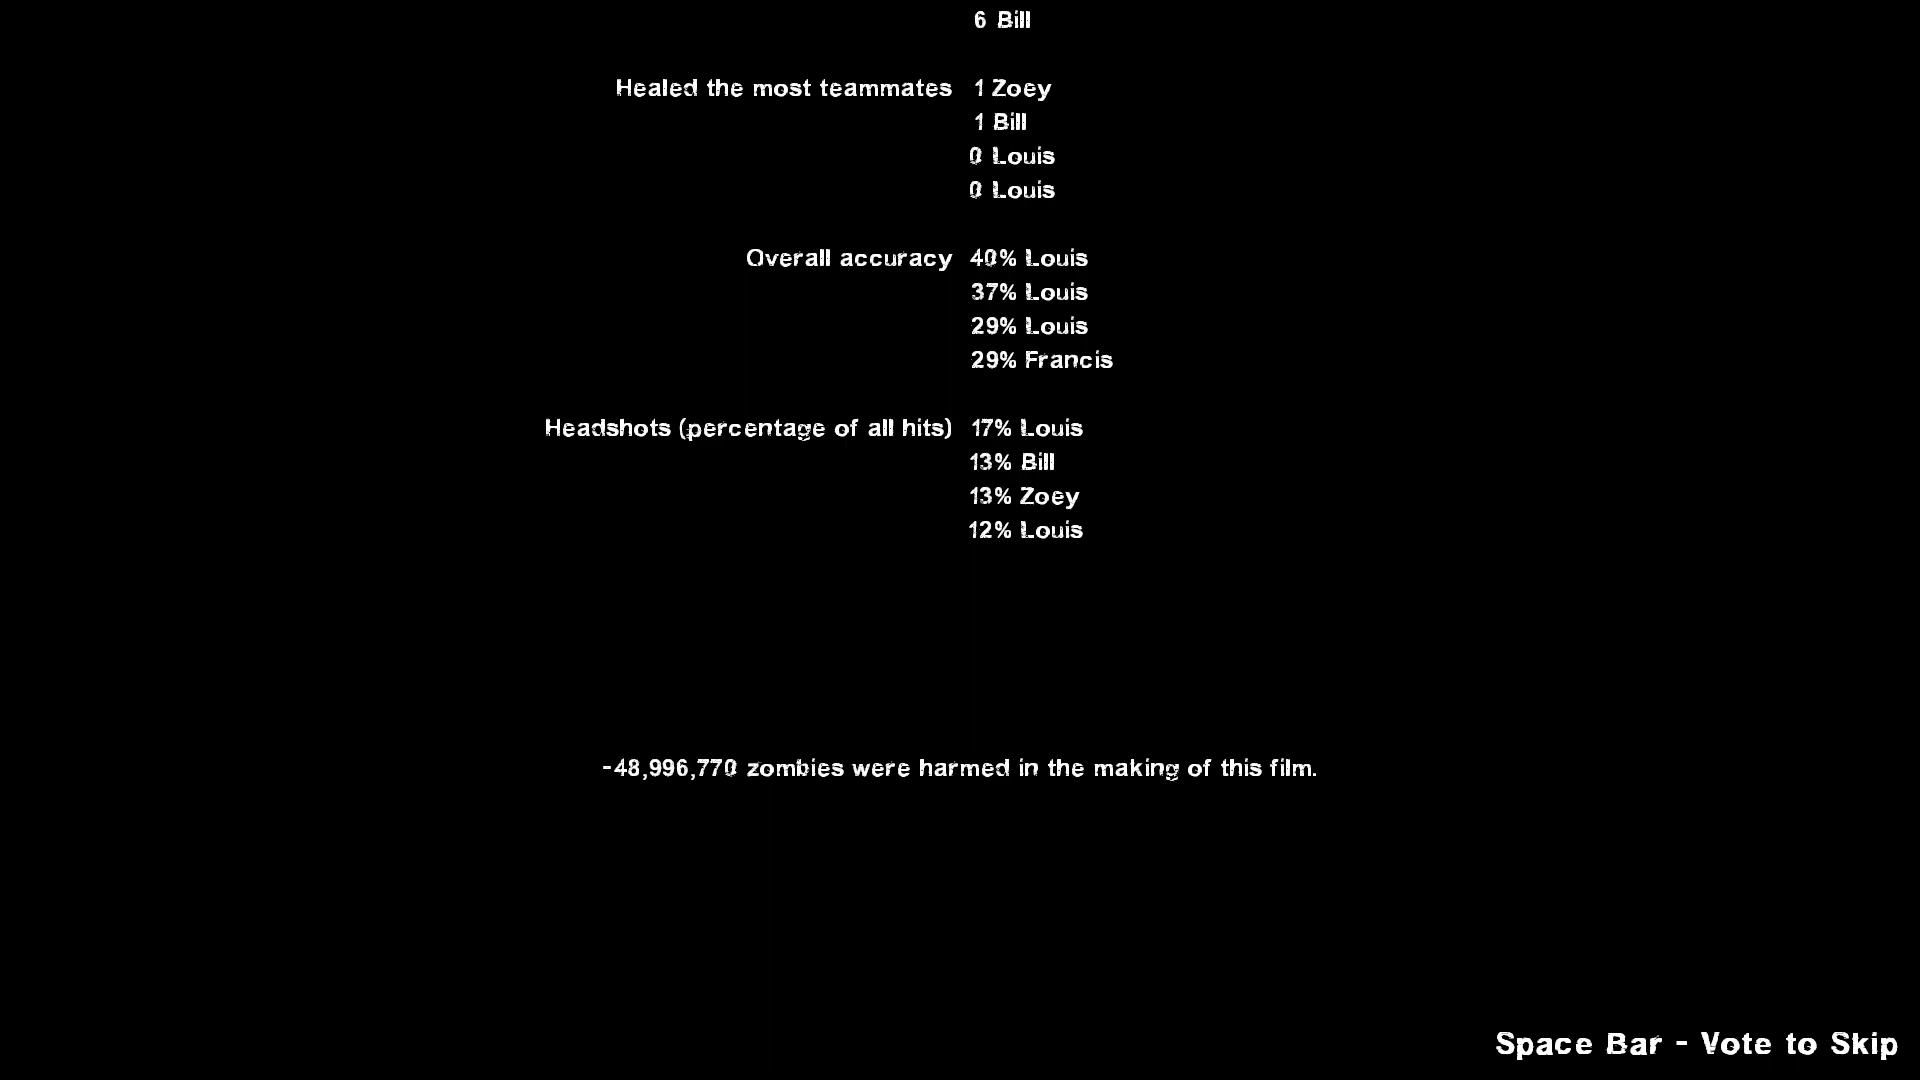 6 Bill
Healed the most teammates 1 Zoey
1 Bill
0 Louis
0 Louis
Overall accuracy 40% Louis
37% Louis
29% Louis
29% Francis
Headshots (percentage of all hits) 17% Louis
13% Bill
13% Zoey
12% Louis
-48,996,770 zombies were harmed in the making of this film.
Space Bar - Vote to Skip